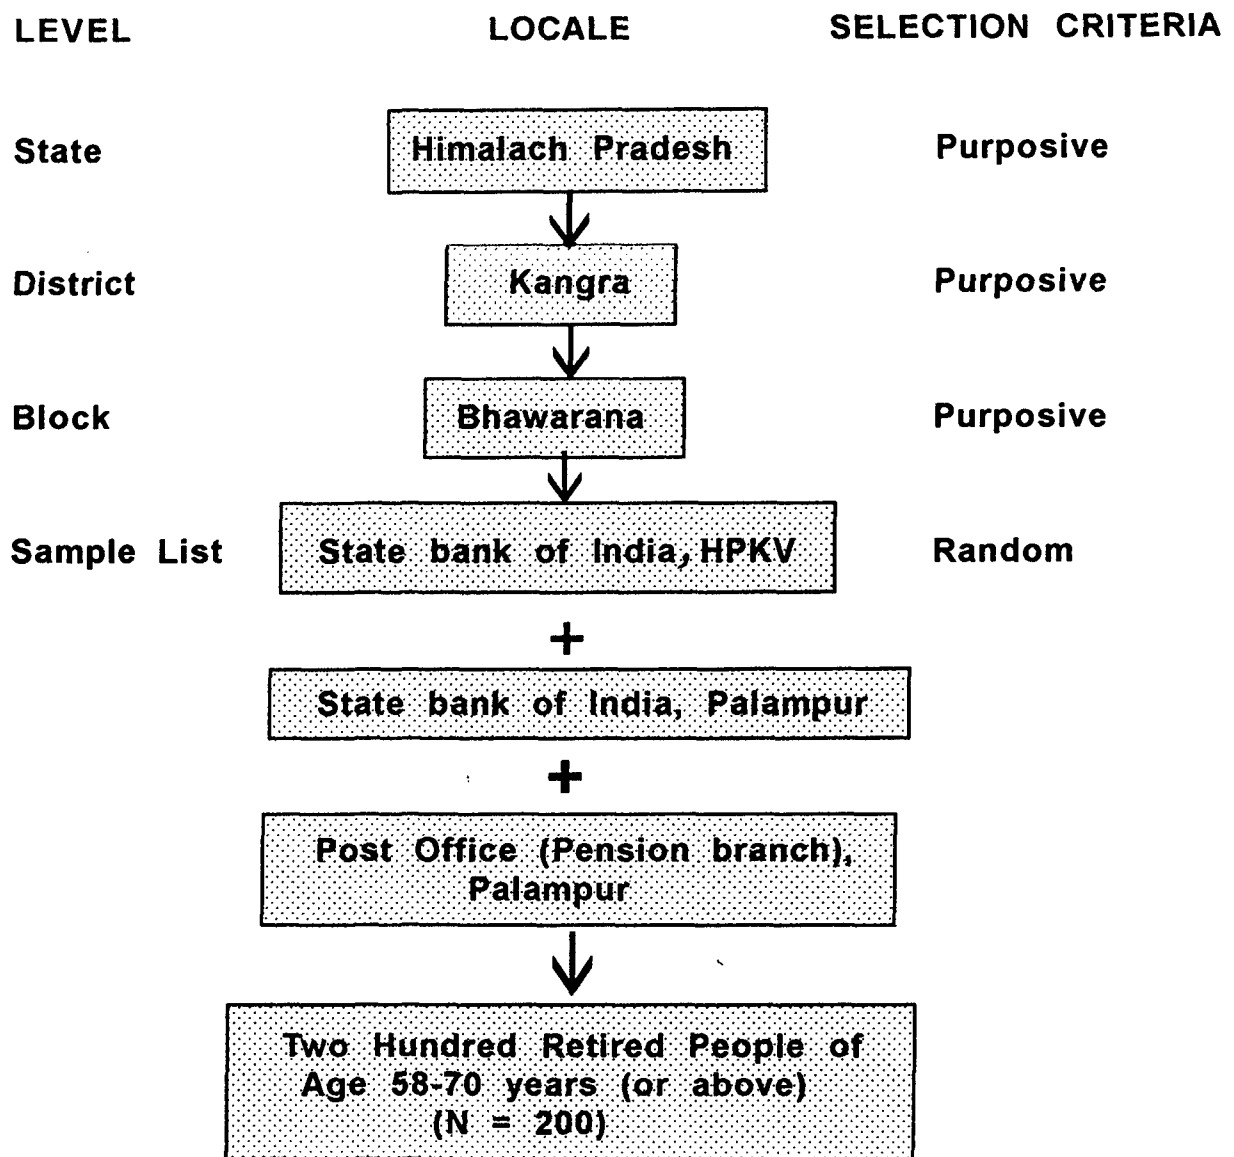 LEVEL LOCALE SELECTION CRITERIA
State Himalach Pradesh Purposive
District Kangra Purposive
Block Bhawarana Purposive
Sample List State bank of India, HPKV Random
+
State bank of India, Palampur
+
Post Office (Pension branch),
Palampur
Two Hundred Retired People of
Age 58-70 years (or above)
(N = 200)